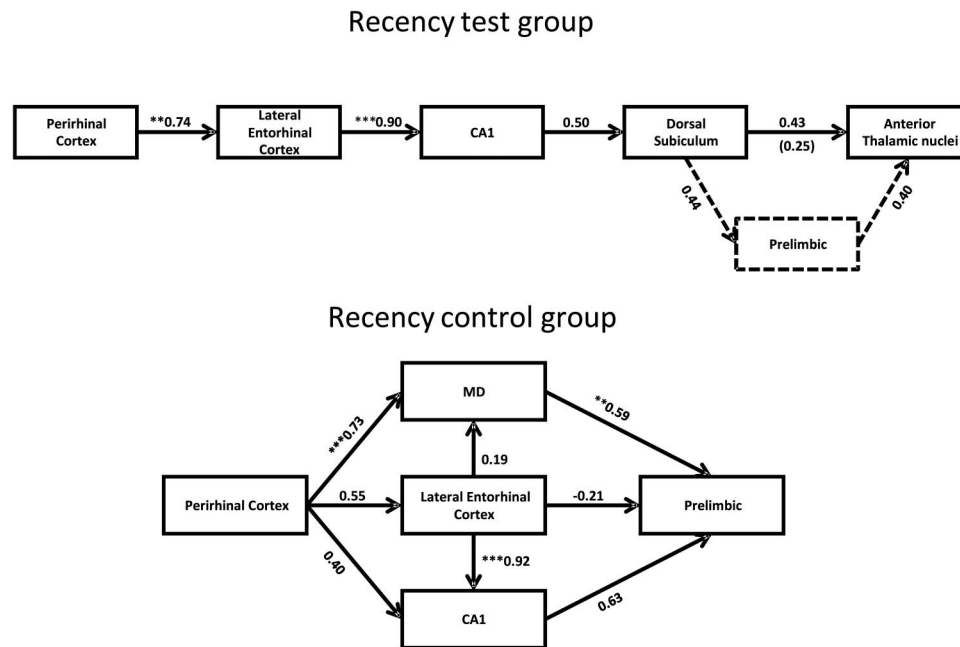 Recency test group
Perirhinal
Cortex
**0.74
Lateral
Entorhinal
Cortex
***0.90
CA1
0.50
Dorsal
Subiculum
0.43
(0.25)
Anterior
Thalamic nuclei
0.44
Prelimbic
0.40
Recency control group
MD
***0.73
**0.59
0.19
Perirhinal Cortex
0.55
Lateral Entorhinal
Cortex
-0.21
Prelimbic
0.40
***0.92
CA1
0.63